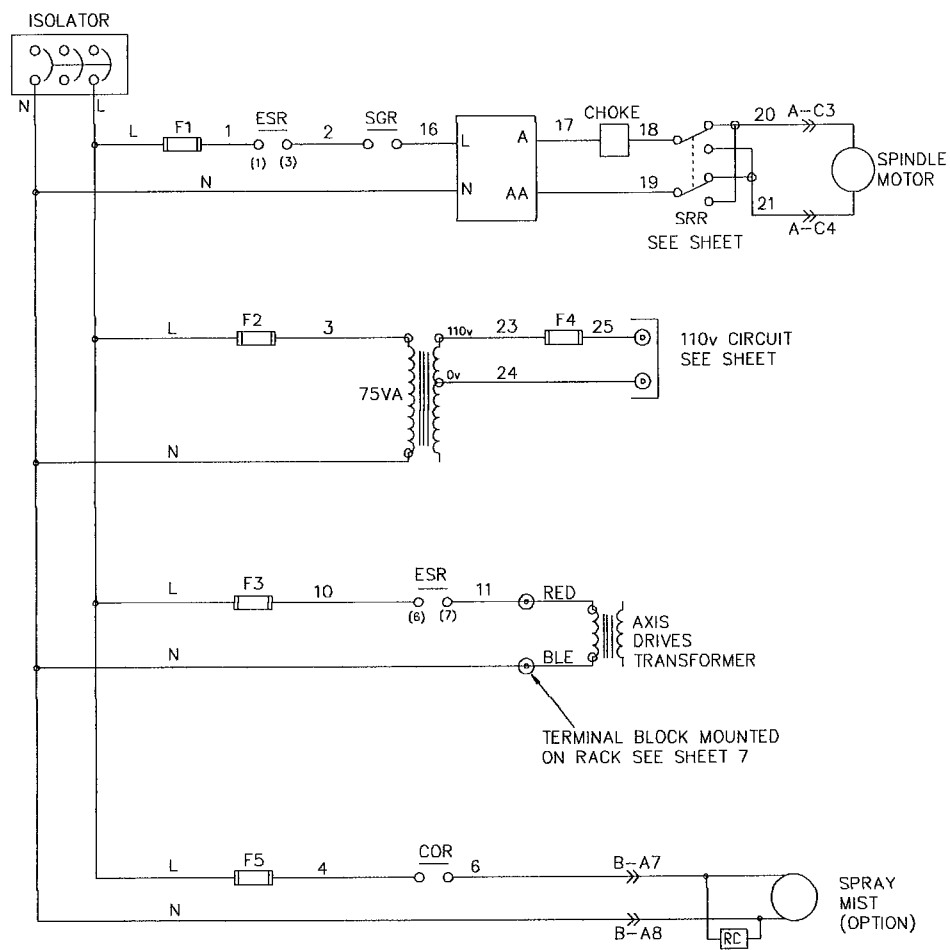 ISOLATOR
N L
L F1 1 ESR 2 SGR 16 L A 17 CHOKE 18 20 A-C3
(1) (3)
SPINDLE
MOTOR
N N AA 19 21 A-C4
SRR
SEE SHEET
L F2 3 110v 23 F4 25
110v CIRCUIT
SEE SHEET
75VA 0v 24
N
L F3 10 ESR 11 RED
(6) (7)
AXIS
DRIVES
TRANSFORMER
N BLE
TERMINAL BLOCK MOUNTED
ON RACK SEE SHEET 7
L F5 4 COR 6 B-A7
SPRAY
MIST
(OPTION)
N B-A8 RC